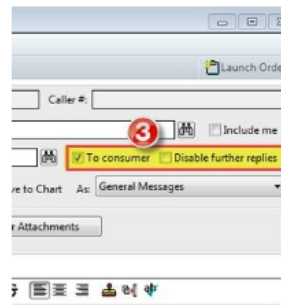 Launch Orde
Caller #:
3
Include me
To consumer Disable further replies
ve to Chart As: General Messages
r Attachments